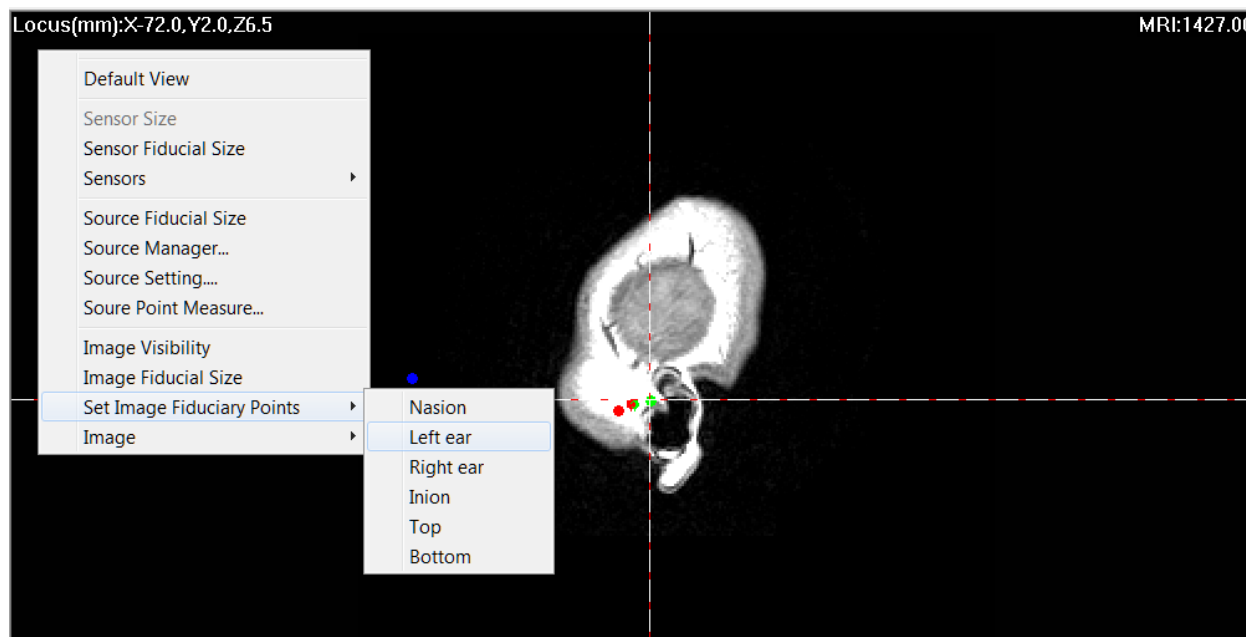 Locus(mm):X-72.0,Y2.0,Z6.5
MRI:1427.00
Default View
Sensor Size
Sensor Fiducial Size
Sensors
Source Fiducial Size
Source Manager...
Source Setting....
Soure Point Measure...
Image Visibility
Image Fiducial Size
Set Image Fiduciary Points
Image
Nasion
Left ear
Right ear
Inion
Top
Bottom